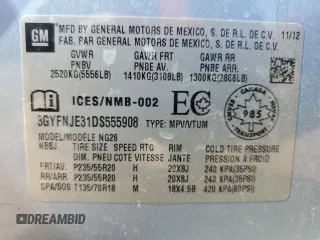 GM
MFD. BY GENERAL MOTORS DE MEXICO, S. DE R.L. DE C.V. 11/12
FAB. PAR GENERAL MOTORS DE MEXICO, S. DE R.L. DE C.V.
GVWR GAWR FRT GAWR RR
PNBV PNBE AV PNBE AR
2520KG(5556LB) 1410KG(3108LB) 1300KG(2866LB)
ICES/NMB-002 EC CANADA 985
3GYFNJE31DS555908 TYPE: MPV/VTUM
MODEL/MODELE NG26
NBBJ TIRE SIZE SPEED RTG RIM COLD TIRE PRESSURE
DIM. PNEU COTE VITESSE JANTE PRESSION A FROID
FRT/AV P235/55R20 H 20X8J 240 KPA(35PSI)
RR/AR P235/55R20 H 20X8J 240 KPA(35PSI)
SPA/SOS T135/70R18 M 18X4.5B 420 KPA(60PSI)